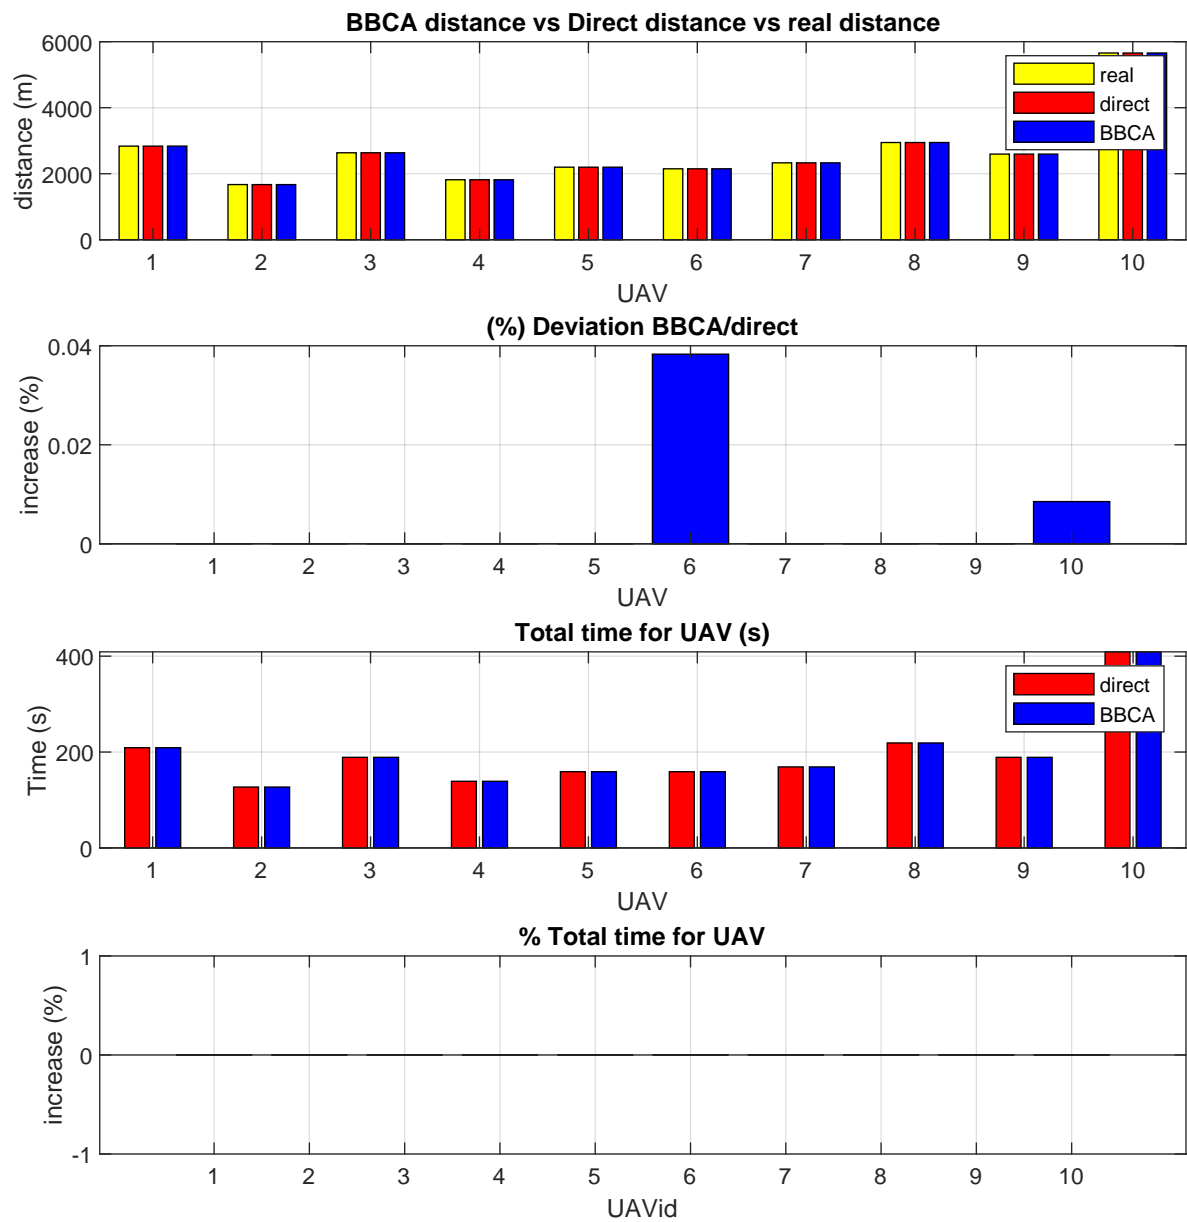 BBCA distance vs Direct distance vs real distance
6000
4000
2000
0
distance (m)
real
direct
BBCA
1 2 3 4 5 6 7 8 9 10
UAV
(%) Deviation BBCA/direct
0.04
0.02
0
increase (%)
1 2 3 4 5 6 7 8 9 10
UAV
Total time for UAV (s)
400
200
0
Time (s)
direct
BBCA
1 2 3 4 5 6 7 8 9 10
UAV
% Total time for UAV
1
0
-1
increase (%)
1 2 3 4 5 6 7 8 9 10
UAVid